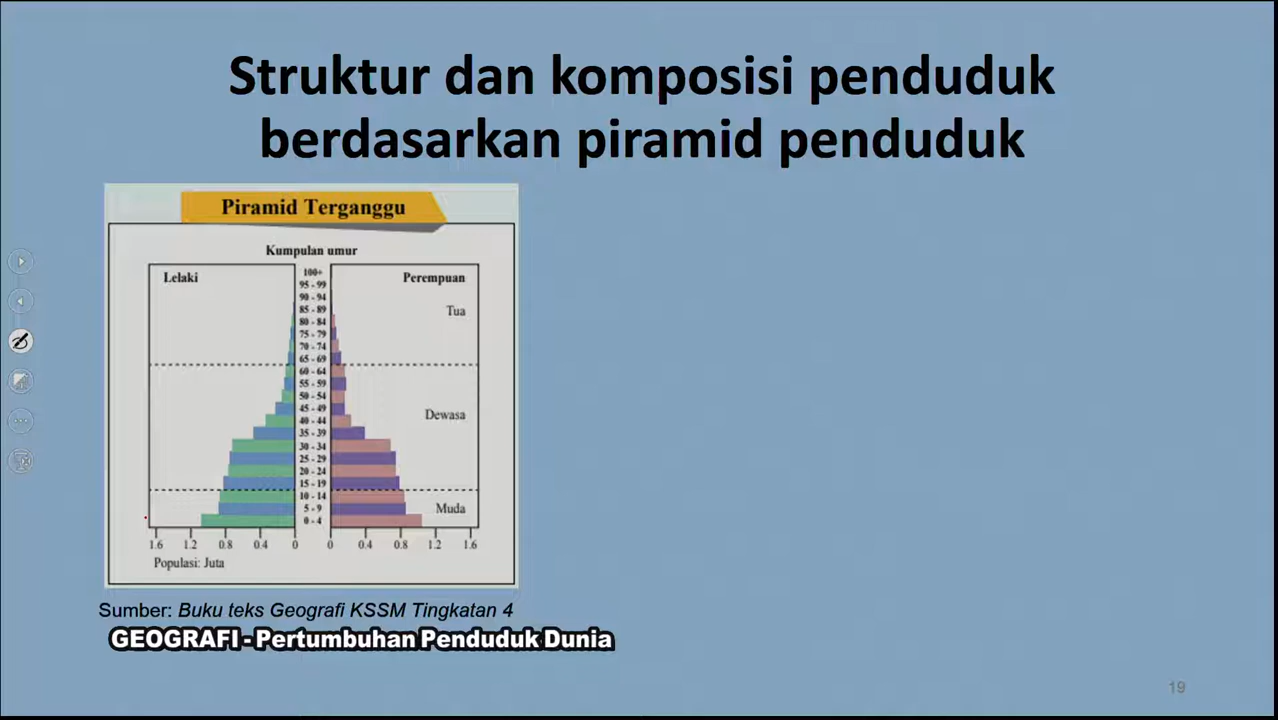 Struktur dan komposisi penduduk
berdasarkan piramid penduduk
Piramid Terganggu
Kumpulan umur
Lelaki
Perempuan
100+
95 - 99
90 - 94
85 - 89
80 - 84
75 - 79
70 - 74
65 - 69
60 - 64
55 - 59
50 - 54
45 - 49
40 - 44
35 - 39
30 - 34
25 - 29
20 - 24
15 - 19
10 - 14
5 - 9
0 - 4
Tua
Dewasa
Muda
1.6 1.2 0.8 0.4 0 0 0.4 0.8 1.2 1.6
Populasi: Juta
Sumber: Buku teks Geografi KSSM Tingkatan 4
GEOGRAFI - Pertumbuhan Penduduk Dunia
19